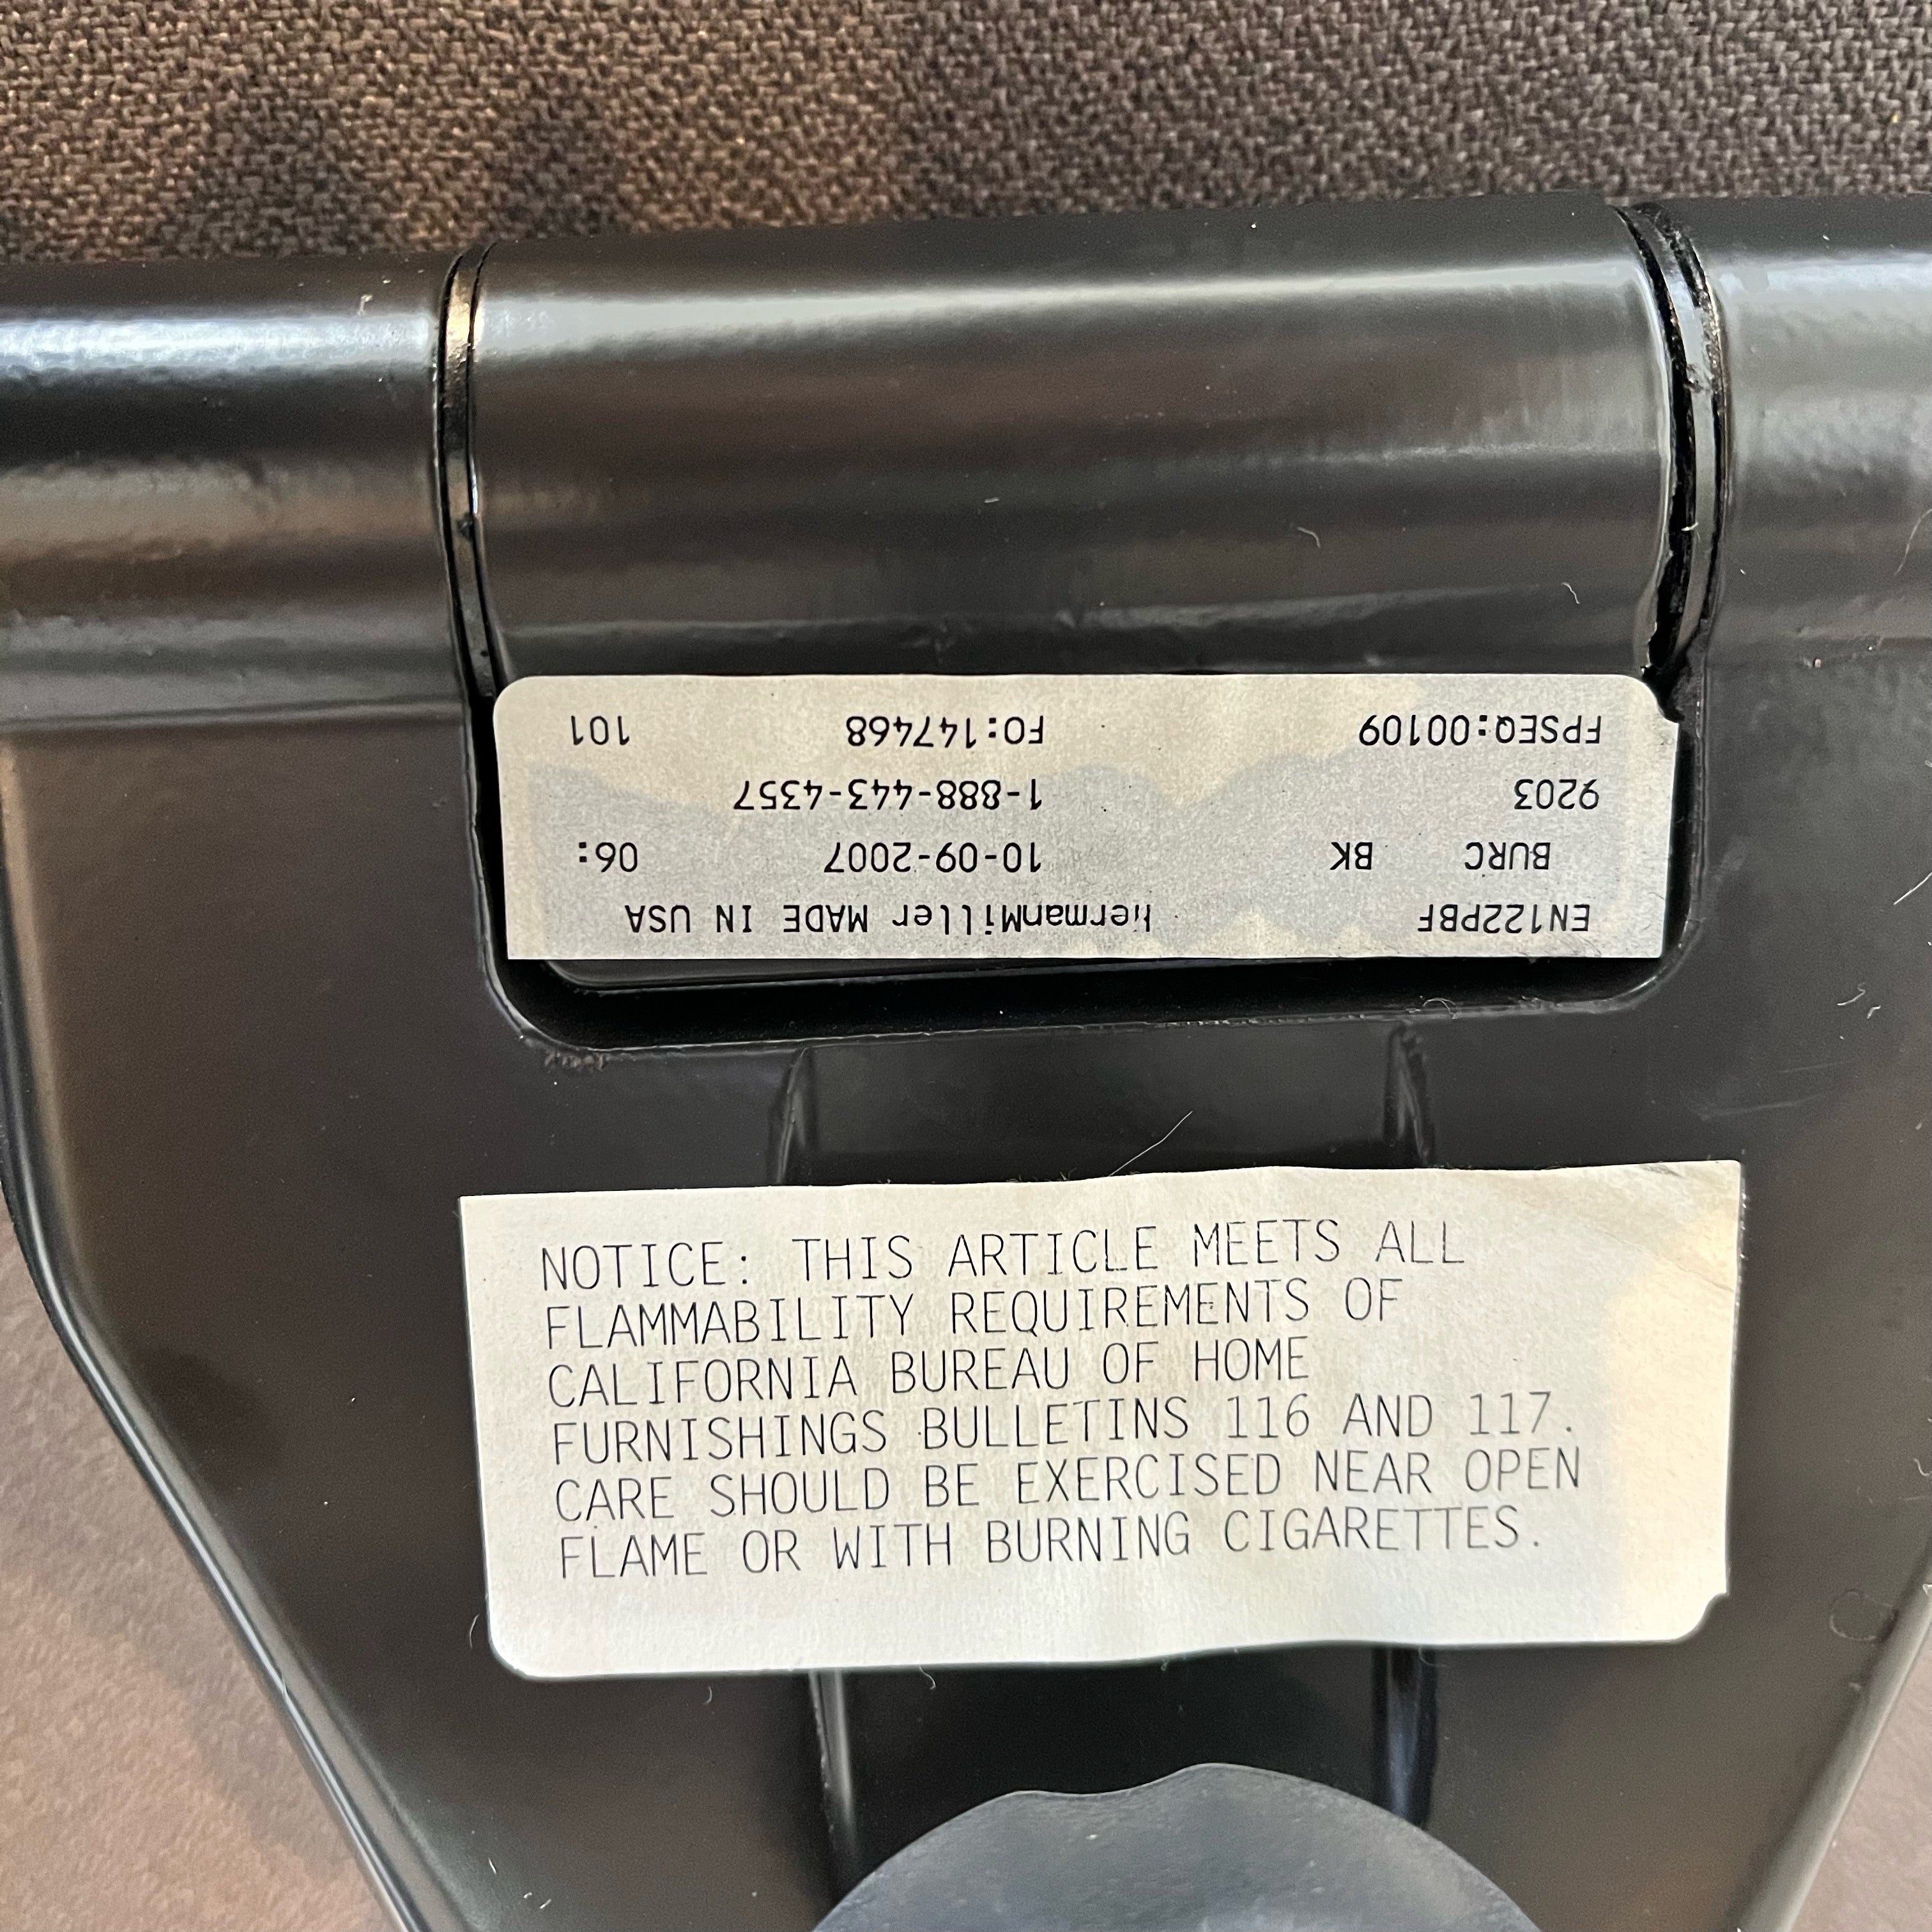 EN122PBF HermanMiller MADE IN USA
BURC BK 10-09-2007 06:
9203 1-888-443-4357
FPSEQ:00109 FO:147468 101
NOTICE: THIS ARTICLE MEETS ALL
FLAMMABILITY REQUIREMENTS OF
CALIFORNIA BUREAU OF HOME
FURNISHINGS BULLETINS 116 AND 117.
CARE SHOULD BE EXERCISED NEAR OPEN
FLAME OR WITH BURNING CIGARETTES.